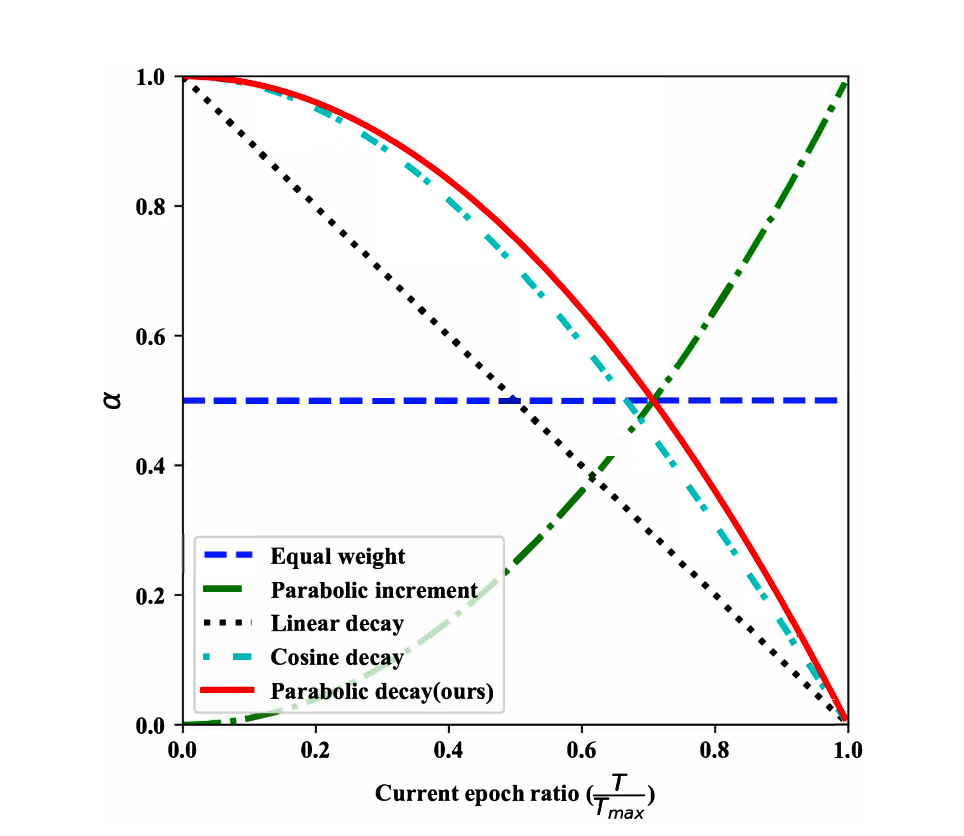 1.0
0.8
0.6
α
0.4
0.2
0.0
Equal weight
Parabolic increment
Linear decay
Cosine decay
Parabolic decay(ours)
0.0 0.2 0.4 0.6 0.8 1.0
Current epoch ratio (T/Tmax)